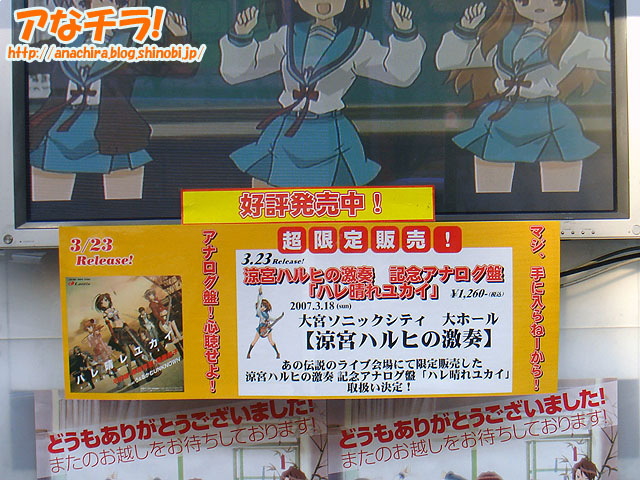 アなチラ!
http://anachira.blog.shinobi.jp/
好評発売中!
3/23
Release!
アナログ盤!心聴せよ!
ハレ晴レユカイ
超限定販売!
3.23 Release!
涼宮ハルヒの激奏 記念アナログ盤
「ハレ晴れユカイ」 ¥1,260-(税込)
2007.3.18 (sun)
大宮ソニックシティ 大ホール
【涼宮ハルヒの激奏】
あの伝説のライブ会場にて限定販売した
涼宮ハルヒの激奏 記念アナログ盤「ハレ晴れユカイ」
取扱い決定!
マジ、手に入らねーから!
どうもありがとうございました!
またのお越しをお待ちしております!
どうもありがとうございました!
またのお越しをお待ちしております!